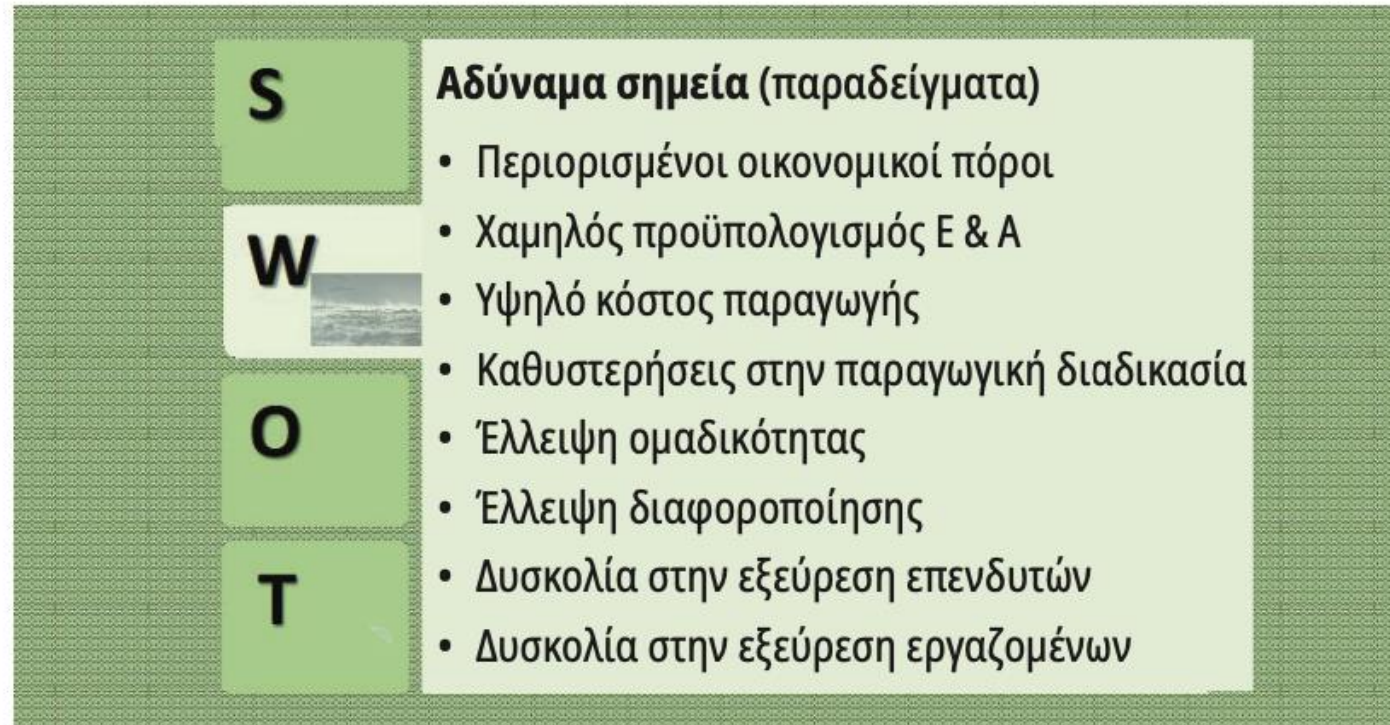 S
Αδύναμα σημεία (παραδείγματα)
• Περιορισμένοι οικονομικοί πόροι
W
• Χαμηλός προϋπολογισμός Ε & Α
• Υψηλό κόστος παραγωγής
• Καθυστερήσεις στην παραγωγική διαδικασία
O
• Έλλειψη ομαδικότητας
• Έλλειψη διαφοροποίησης
T
• Δυσκολία στην εξεύρεση επενδυτών
• Δυσκολία στην εξεύρεση εργαζομένων